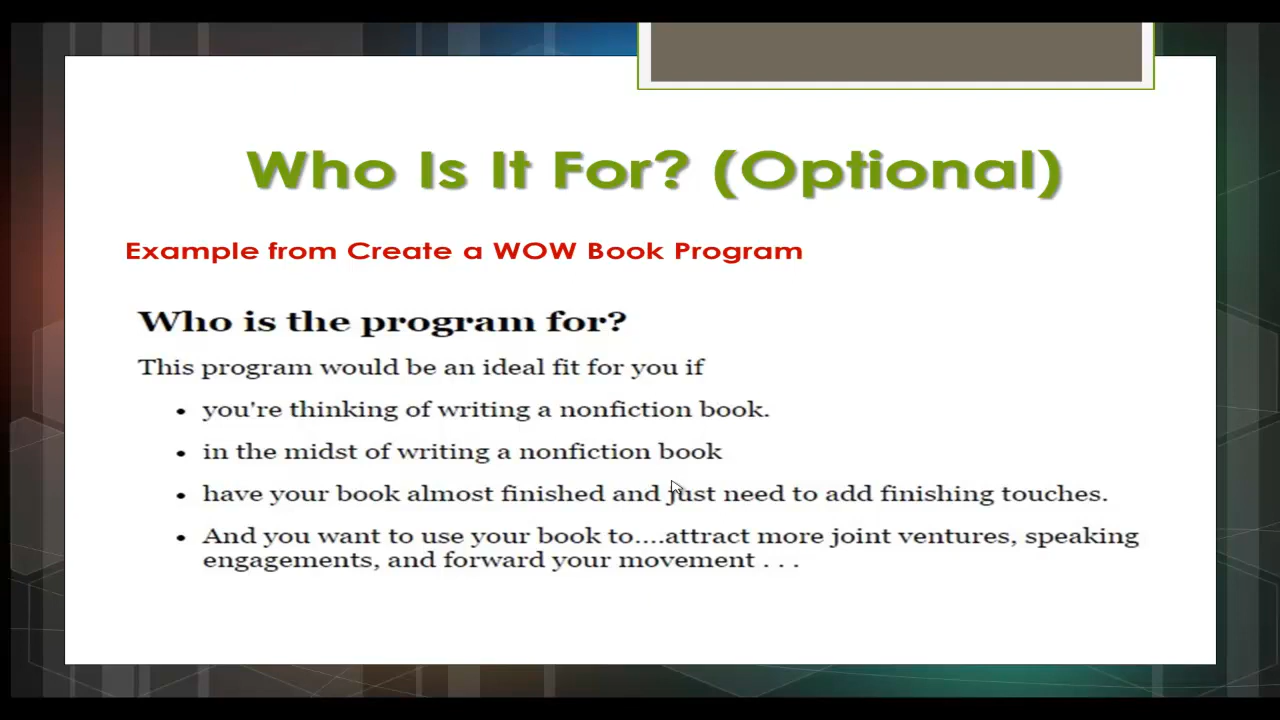 Who Is It For? (Optional)
Example from Create a WOW Book Program
Who is the program for?
This program would be an ideal fit for you if
• you're thinking of writing a nonfiction book.
• in the midst of writing a nonfiction book
• have your book almost finished and just need to add finishing touches.
• And you want to use your book to....attract more joint ventures, speaking
engagements, and forward your movement . . .